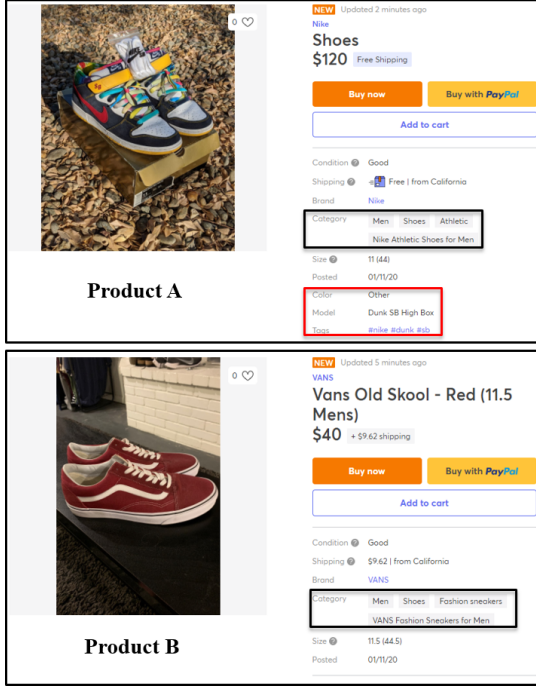 0
NEW Updated 2 minutes ago
Nike
Shoes
$120 Free Shipping
Buy now Buy with PayPal
Add to cart
Condition Good
Shipping Free | from California
Brand Nike
Category Men Shoes Athletic
Nike Athletic Shoes for Men
Size 11 (44)
Posted 01/11/20
Color Other
Model Dunk SB High Box
Tags #nike #dunk #sb
Product A
0
NEW Updated 5 minutes ago
VANS
Vans Old Skool - Red (11.5
Mens)
$40 + $9.62 shipping
Buy now Buy with PayPal
Add to cart
Condition Good
Shipping $9.62 | from California
Brand VANS
Category Men Shoes Fashion sneakers
VANS Fashion Sneakers for Men
Size 11.5 (44.5)
Posted 01/11/20
Product B